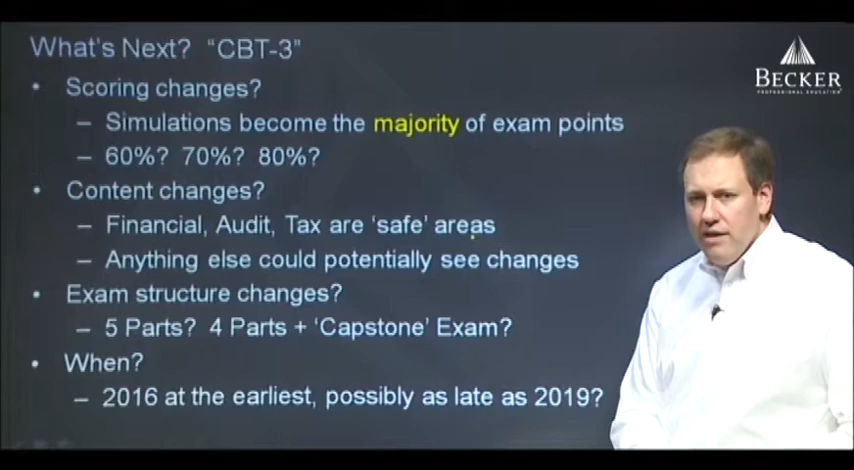 What's Next? "CBT-3"
• Scoring changes?
– Simulations become the majority of exam points
– 60%? 70%? 80%?
• Content changes?
– Financial, Audit, Tax are 'safe' areas
– Anything else could potentially see changes
• Exam structure changes?
– 5 Parts? 4 Parts + 'Capstone' Exam?
• When?
– 2016 at the earliest, possibly as late as 2019?
BECKER
PROFESSIONAL EDUCATION